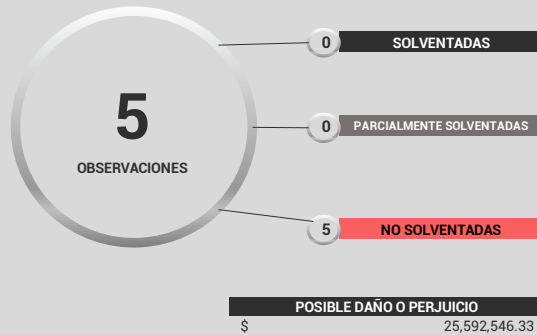 5
OBSERVACIONES
0 SOLVENTADAS
0 PARCIALMENTE SOLVENTADAS
5 NO SOLVENTADAS
POSIBLE DAÑO O PERJUICIO
$ 25,592,546.33